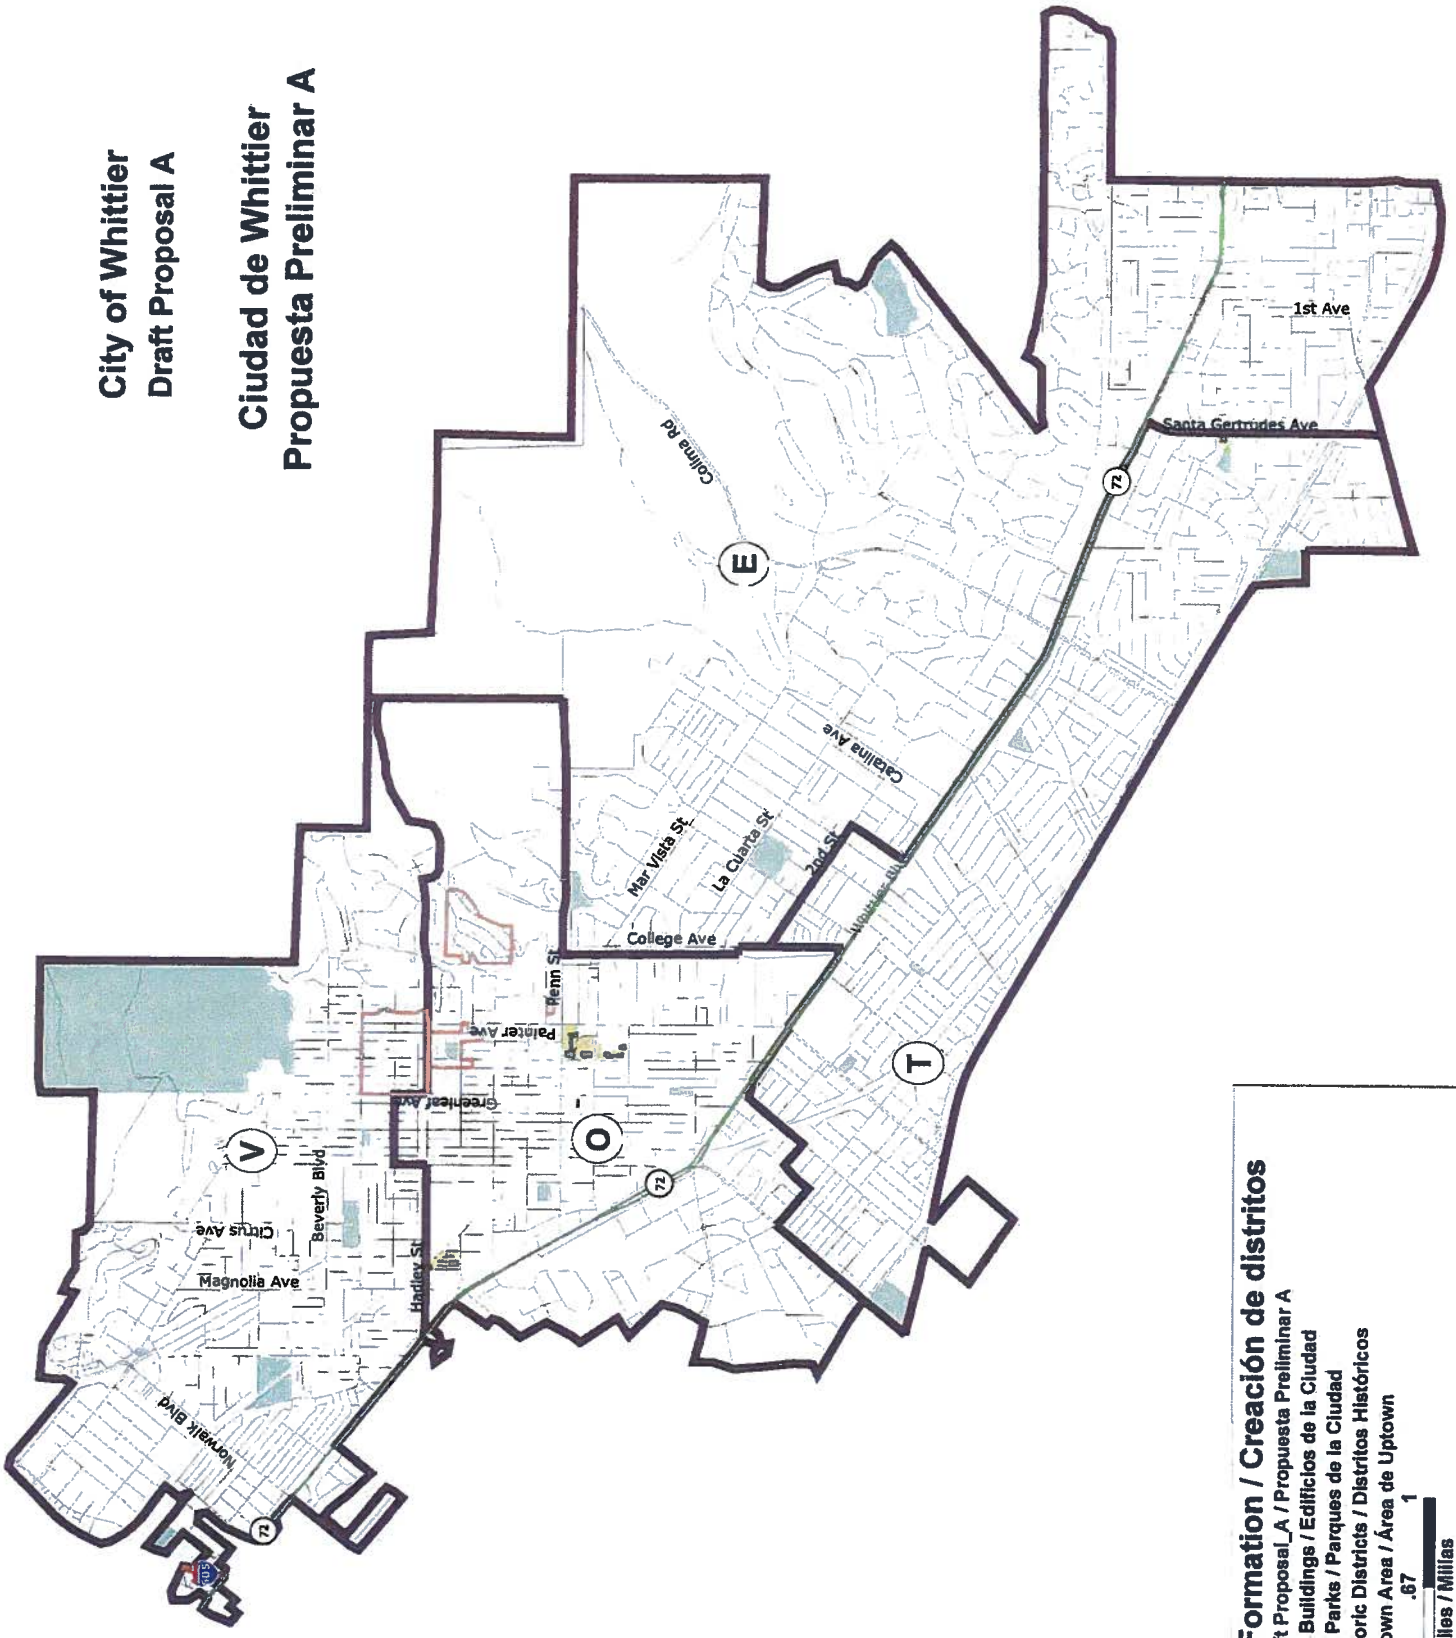 City of Whittier
Draft Proposal A
Ciudad de Whittier
Propuesta Preliminar A
1st Ave
Santa Gertrudes Ave
72
Colima Rd
E
Catalina Ave
Mar Vista St
La Cuarta St
2nd St
Whittier Blvd
College Ave
Penn St
Painter Ave
Greenleaf Ave
T
O
V
72
Beverly Blvd
Citrus Ave
Hadley St
Magnolia Ave
Norwalk Blvd
72
605
Formation / Creación de distritos
t Proposal_A / Propuesta Preliminar A
Buildings / Edificios de la Ciudad
Parks / Parques de la Ciudad
oric Districts / Distritos Históricos
own Area / Área de Uptown
.67 1
iles / Millas